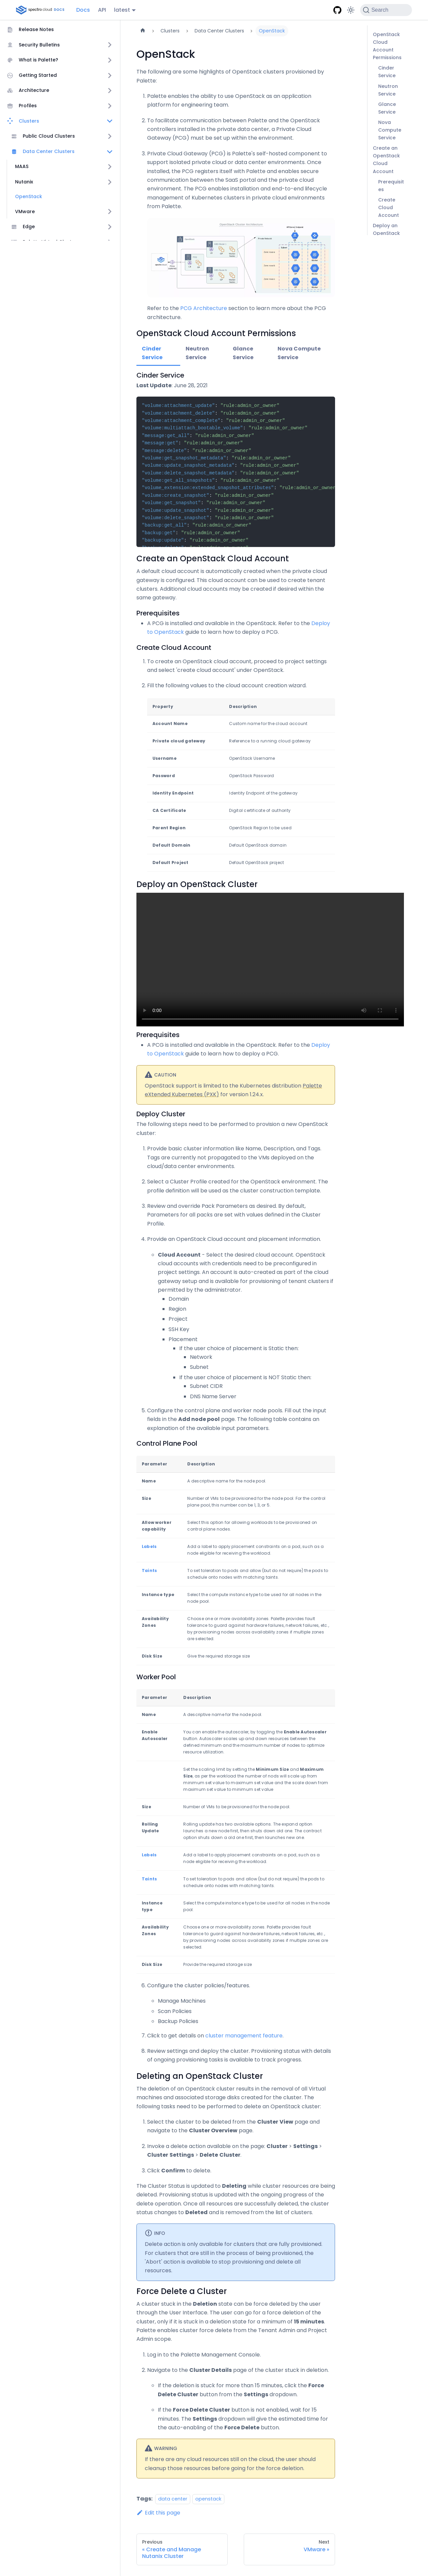 spectrocloud DOCS
Docs
API
latest
Search
Release Notes
Security Bulletins
What is Palette?
Getting Started
Architecture
Profiles
Clusters
Public Cloud Clusters
Data Center Clusters
MAAS
Nutanix
OpenStack
VMware
Edge
Clusters
Data Center Clusters
OpenStack
OpenStack
The following are some highlights of OpenStack clusters provisioned by
Palette.
1. Palette enables the ability to use OpenStack as an application
platform for engineering team.
2. To facilitate communication between Palette and the OpenStack
controller installed in the private data center, a Private Cloud
Gateway (PCG) must be set up within the environment.
3. Private Cloud Gateway (PCG) is Palette's self-hosted component to
support isolated private cloud or data center environments. The
PCG, once installed, registers itself with Palette and enables secure
communication between the SaaS portal and the private cloud
environment. The PCG enables installation and end-to-end lifecycle
management of Kubernetes clusters in private cloud environments
from Palette.
OpenStack Cluster Architecture
Refer to the PCG Architecture section to learn more about the PCG
architecture.
OpenStack Cloud Account Permissions
Cinder
Service
Neutron
Service
Glance
Service
Nova Compute
Service
Cinder Service
Last Update: June 28, 2021
"volume:attachment_update": "rule:admin_or_owner"
"volume:attachment_delete": "rule:admin_or_owner"
"volume:attachment_complete": "rule:admin_or_owner"
"volume:multiattach_bootable_volume": "rule:admin_or_owner"
"message:get_all": "rule:admin_or_owner"
"message:get": "rule:admin_or_owner"
"message:delete": "rule:admin_or_owner"
"volume:get_snapshot_metadata": "rule:admin_or_owner"
"volume:update_snapshot_metadata": "rule:admin_or_owner"
"volume:delete_snapshot_metadata": "rule:admin_or_owner"
"volume:get_all_snapshots": "rule:admin_or_owner"
"volume_extension:extended_snapshot_attributes": "rule:admin_or_owner"
"volume:create_snapshot": "rule:admin_or_owner"
"volume:get_snapshot": "rule:admin_or_owner"
"volume:update_snapshot": "rule:admin_or_owner"
"volume:delete_snapshot": "rule:admin_or_owner"
"backup:get_all": "rule:admin_or_owner"
"backup:get": "rule:admin_or_owner"
"backup:update": "rule:admin_or_owner"
Create an OpenStack Cloud Account
A default cloud account is automatically created when the private cloud
gateway is configured. This cloud account can be used to create tenant
clusters. Additional cloud accounts may be created if desired within the
same gateway.
Prerequisites
A PCG is installed and available in the OpenStack. Refer to the Deploy
to OpenStack guide to learn how to deploy a PCG.
Create Cloud Account
1. To create an OpenStack cloud account, proceed to project settings
and select 'create cloud account' under OpenStack.
2. Fill the following values to the cloud account creation wizard.
Property Description
Account Name Custom name for the cloud account
Private cloud gateway Reference to a running cloud gateway
Username OpenStack Username
Password OpenStack Password
Identity Endpoint Identity Endpoint of the gateway
CA Certificate Digital certificate of authority
Parent Region OpenStack Region to be used
Default Domain Default OpenStack domain
Default Project Default OpenStack project
Deploy an OpenStack Cluster
0:00
Prerequisites
A PCG is installed and available in the OpenStack. Refer to the Deploy
to OpenStack guide to learn how to deploy a PCG.
CAUTION
OpenStack support is limited to the Kubernetes distribution Palette
eXtended Kubernetes (PXK) for version 1.24.x.
Deploy Cluster
The following steps need to be performed to provision a new OpenStack
cluster:
1. Provide basic cluster information like Name, Description, and Tags.
Tags are currently not propagated to the VMs deployed on the
cloud/data center environments.
2. Select a Cluster Profile created for the OpenStack environment. The
profile definition will be used as the cluster construction template.
3. Review and override Pack Parameters as desired. By default,
Parameters for all packs are set with values defined in the Cluster
Profile.
4. Provide an OpenStack Cloud account and placement information.
Cloud Account - Select the desired cloud account. OpenStack
cloud accounts with credentials need to be preconfigured in
project settings. An account is auto-created as part of the cloud
gateway setup and is available for provisioning of tenant clusters if
permitted by the administrator.
Domain
Region
Project
SSH Key
Placement
If the user choice of placement is Static then:
Network
Subnet
If the user choice of placement is NOT Static then:
Subnet CIDR
DNS Name Server
5. Configure the control plane and worker node pools. Fill out the input
fields in the Add node pool page. The following table contains an
explanation of the available input parameters.
Control Plane Pool
Parameter Description
Name A descriptive name for the node pool.
Size Number of VMs to be provisioned for the node pool. For the control
plane pool, this number can be 1, 3, or 5.
Allow worker
capability
Select this option for allowing workloads to be provisioned on
control plane nodes.
Labels Add a label to apply placement constraints on a pod, such as a
node eligible for receiving the workload.
Taints To set toleration to pods and allow (but do not require) the pods to
schedule onto nodes with matching taints.
Instance type Select the compute instance type to be used for all nodes in the
node pool.
Availability
Zones
Choose one or more availability zones. Palette provides fault
tolerance to guard against hardware failures, network failures, etc.,
by provisioning nodes across availability zones if multiple zones
are selected.
Disk Size Give the required storage size
Worker Pool
Parameter Description
Name A descriptive name for the node pool.
Enable
Autoscaler
You can enable the autoscaler, by toggling the Enable Autoscaler
button. Autoscaler scales up and down resources between the
defined minimum and the maximum number of nodes to optimize
resource utilization.
Set the scaling limit by setting the Minimum Size and Maximum
Size, as per the workload the number of nods will scale up from
minimum set value to maximum set value and the scale down from
maximum set value to minimum set value
Size Number of VMs to be provisioned for the node pool.
Rolling
Update
Rolling update has two available options. The expand option
launches a new node first, then shuts down old one. The contract
option shuts down a old one first, then launches new one
Labels Add a label to apply placement constraints on a pod, such as a
node eligible for receiving the workload.
Taints To set toleration to pods and allow (but do not require) the pods to
schedule onto nodes with matching taints.
Instance
type
Select the compute instance type to be used for all nodes in the node
pool.
Availability
Zones
Choose one or more availability zones. Palette provides fault
tolerance to guard against hardware failures, network failures, etc.,
by provisioning nodes across availability zones if multiple zones are
selected.
Disk Size Provide the required storage size
6. Configure the cluster policies/features.
Manage Machines
Scan Policies
Backup Policies
7. Click to get details on cluster management feature.
8. Review settings and deploy the cluster. Provisioning status with details
of ongoing provisioning tasks is available to track progress.
Deleting an OpenStack Cluster
The deletion of an OpenStack cluster results in the removal of all Virtual
machines and associated storage disks created for the cluster. The
following tasks need to be performed to delete an OpenStack cluster:
1. Select the cluster to be deleted from the Cluster View page and
navigate to the Cluster Overview page.
2. Invoke a delete action available on the page: Cluster > Settings >
Cluster Settings > Delete Cluster.
3. Click Confirm to delete.
The Cluster Status is updated to Deleting while cluster resources are being
deleted. Provisioning status is updated with the ongoing progress of the
delete operation. Once all resources are successfully deleted, the cluster
status changes to Deleted and is removed from the list of clusters.
INFO
Delete action is only available for clusters that are fully provisioned.
For clusters that are still in the process of being provisioned, the
'Abort' action is available to stop provisioning and delete all
resources.
Force Delete a Cluster
A cluster stuck in the Deletion state can be force deleted by the user
through the User Interface. The user can go for a force deletion of the
cluster, only if it is stuck in a deletion state for a minimum of 15 minutes.
Palette enables cluster force delete from the Tenant Admin and Project
Admin scope.
1. Log in to the Palette Management Console.
2. Navigate to the Cluster Details page of the cluster stuck in deletion.
If the deletion is stuck for more than 15 minutes, click the Force
Delete Cluster button from the Settings dropdown.
If the Force Delete Cluster button is not enabled, wait for 15
minutes. The Settings dropdown will give the estimated time for
the auto-enabling of the Force Delete button.
WARNING
If there are any cloud resources still on the cloud, the user should
cleanup those resources before going for the force deletion.
Tags: data center openstack
Edit this page
Previous
« Create and Manage
Nutanix Cluster
Next
VMware »
OpenStack
Cloud
Account
Permissions
Cinder
Service
Neutron
Service
Glance
Service
Nova
Compute
Service
Create an
OpenStack
Cloud
Account
Prerequisit
es
Create
Cloud
Account
Deploy an
OpenStack